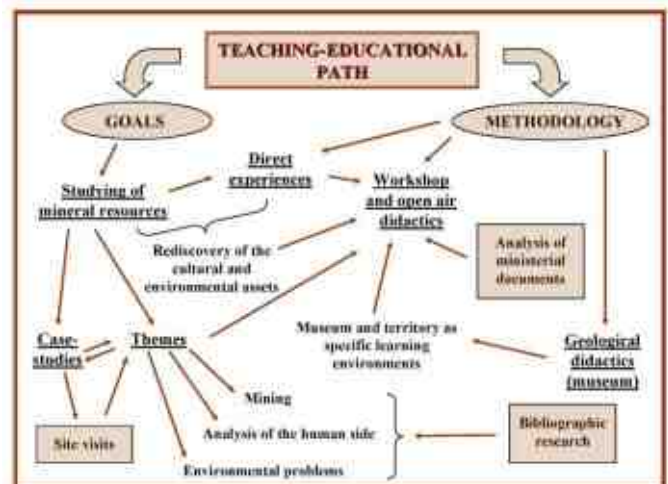 TEACHING-EDUCATIONAL
PATH
GOALS
METHODOLOGY
Direct
experiences
Studying of
mineral resources
Workshop
and open air
didactics
Rediscovery of the
cultural and
environmental assets
Analysis of
ministerial
documents
Case-
studies
Themes
Museum and territory as
specific learning
environments
Geological
didactics
(museum)
Mining
Site visits
Analysis of the human side
Bibliographic
research
Environmental problems